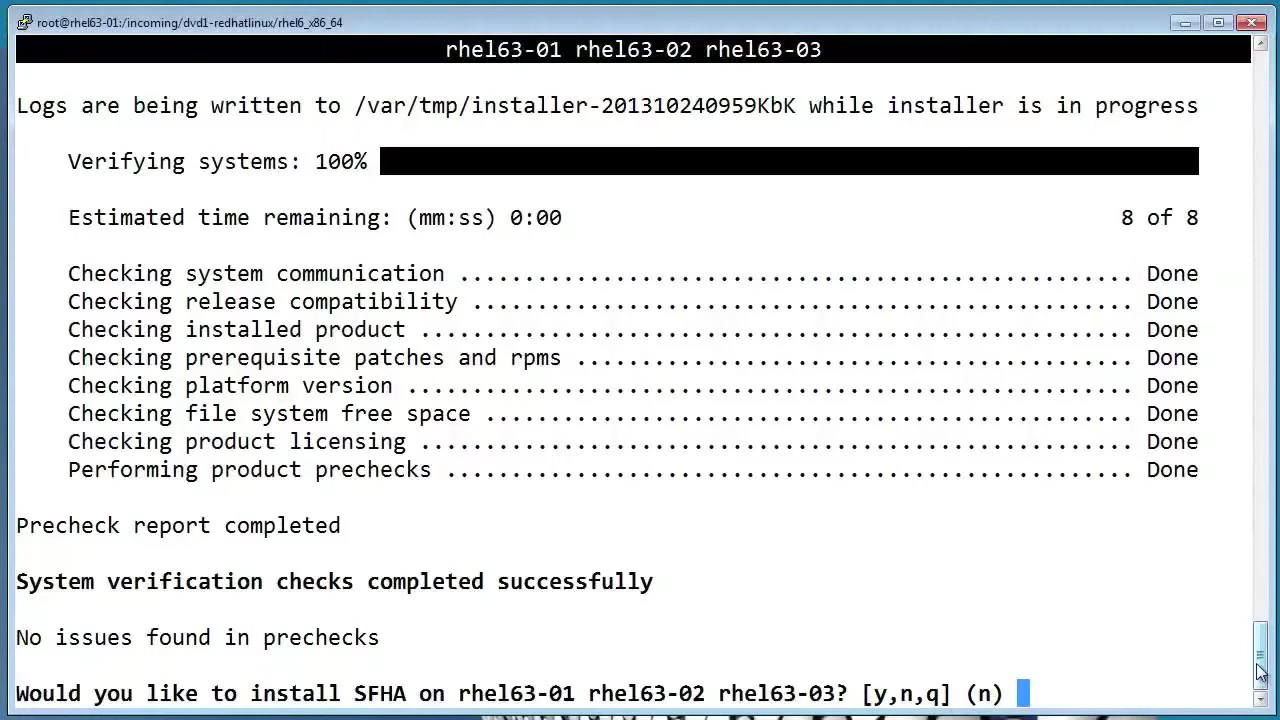 root@rhel63-01:/incoming/dvd1-redhatlinux/rhel6_x86_64
rhel63-01 rhel63-02 rhel63-03
Logs are being written to /var/tmp/installer-201310240959KbK while installer is in progress
Verifying systems: 100%
Estimated time remaining: (mm:ss) 0:00 8 of 8
Checking system communication .................................................... Done
Checking release compatibility ................................................... Done
Checking installed product ....................................................... Done
Checking prerequisite patches and rpms ........................................... Done
Checking platform version ........................................................ Done
Checking file system free space .................................................. Done
Checking product licensing ....................................................... Done
Performing product prechecks ..................................................... Done
Precheck report completed
System verification checks completed successfully
No issues found in prechecks
Would you like to install SFHA on rhel63-01 rhel63-02 rhel63-03? [y,n,q] (n)